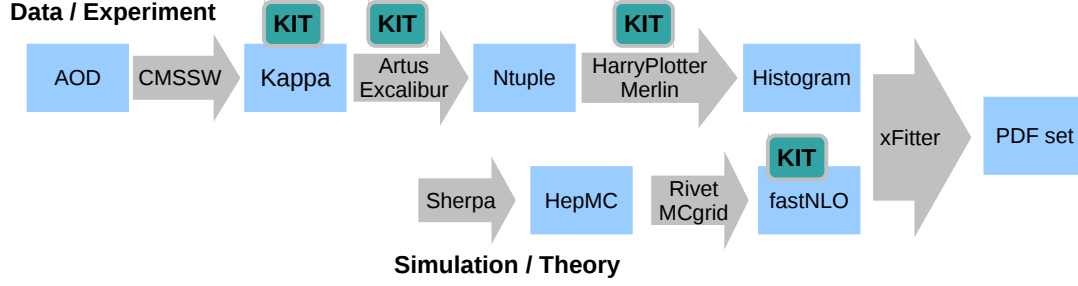 Data / Experiment
KIT
KIT
KIT
AOD
CMSSW
Kappa
Artus
Excalibur
Ntuple
HarryPlotter
Merlin
Histogram
xFitter
PDF set
KIT
Sherpa
HepMC
Rivet
MCgrid
fastNLO
Simulation / Theory